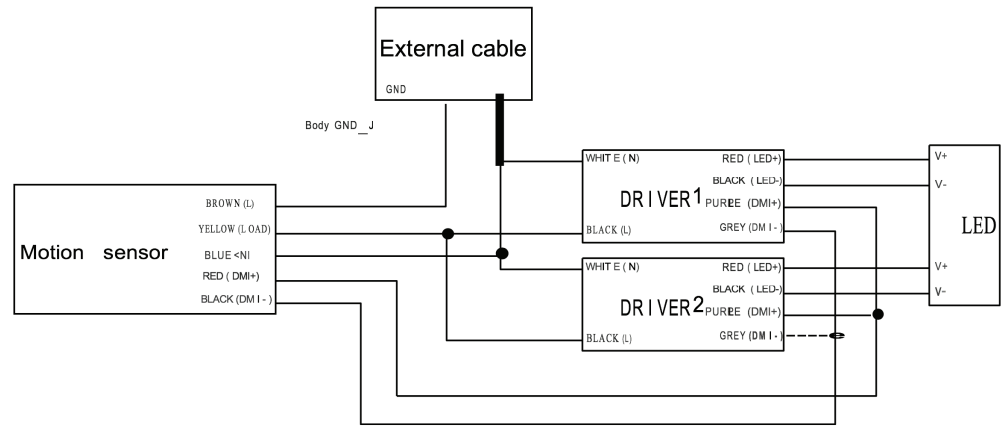 External cable
GND
Body GND_J
WHITE(N) RED (LED+) V+
BLACK (LED-) V-
DRIVER1 PURPLE (DMI+)
BLACK(L) GREY(DMI-)
LED
Motion sensor
BROWN(L)
YELLOW(LOAD)
BLUE <NI
RED(DMI+)
BLACK(DMI-)
WHITE(N) RED (LED+) V+
BLACK (LED-) V-
DRIVER2 PURPLE (DMI+)
BLACK(L) GREY(DMI-)